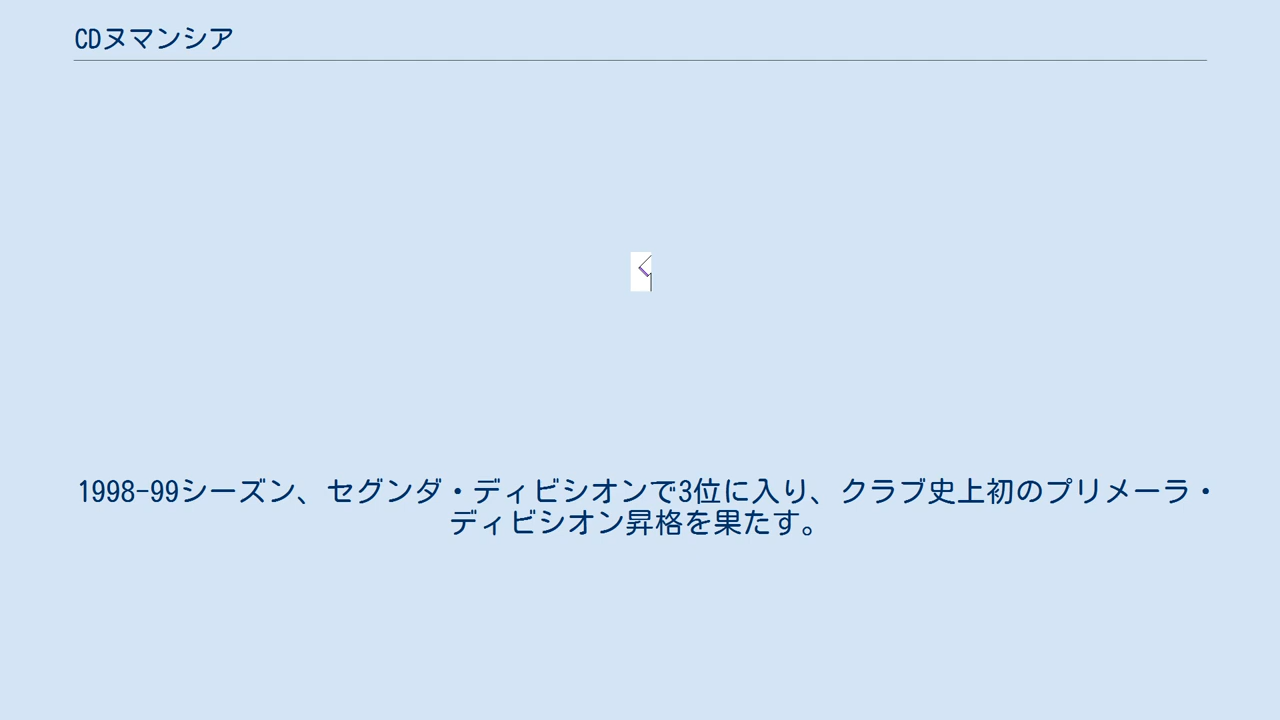 CDヌマンシア
1998-99シーズン、セグンダ・ディビシオンで3位に入り、クラブ史上初のプリメーラ・
ディビシオン昇格を果たす。